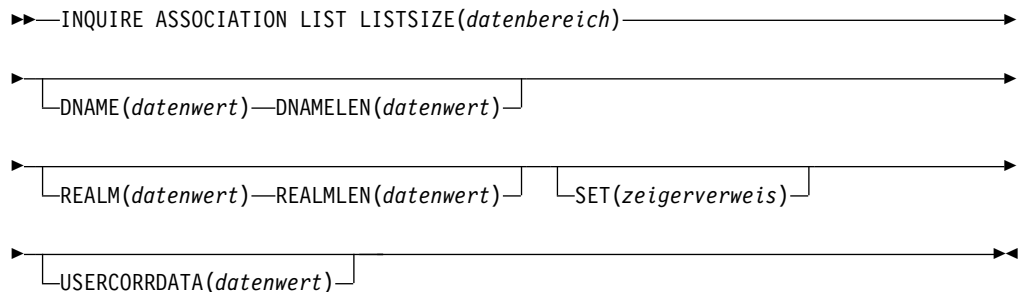 INQUIRE ASSOCIATION LIST LISTSIZE(datenbereich)
DNAME(datenwert) DNAMELEN(datenwert)
REALM(datenwert) REALMLEN(datenwert) SET(zeigerverweis)
USERCORRDATA(datenwert)